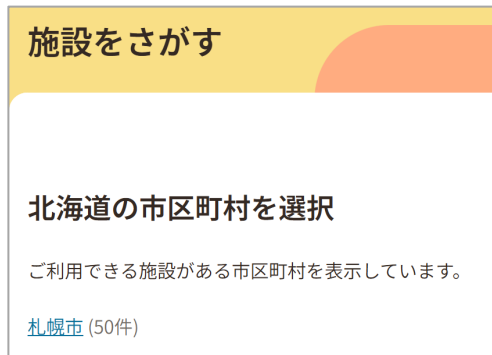 施設をさがす
北海道の市区町村を選択
ご利用できる施設がある市区町村を表示しています。
札幌市 (50件)